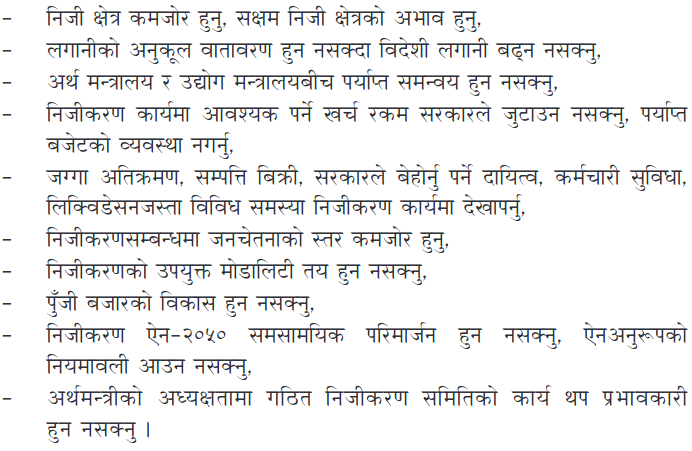 - निजी क्षेत्र कमजोर हुनु, सक्षम निजी क्षेत्रको अभाव हुनु,
- लगानीको अनुकूल वातावरण हुन नसक्दा विदेशी लगानी बढ्न नसक्नु,
- अर्थ मन्त्रालय र उद्योग मन्त्रालयबीच पर्याप्त समन्वय हुन नसक्नु,
- निजीकरण कार्यमा आवश्यक पर्ने खर्च रकम सरकारले जुटाउन नसक्नु, पर्याप्त
बजेटको व्यवस्था नगर्नु,
- जग्गा अतिक्रमण, सम्पत्ति बिक्री, सरकारले बेहोर्नु पर्ने दायित्व, कर्मचारी सुविधा,
लिक्विडेसनजस्ता विविध समस्या निजीकरण कार्यमा देखापर्नु,
- निजीकरणसम्बन्धमा जनचेतनाको स्तर कमजोर हुनु,
- निजीकरणको उपयुक्त मोडालिटी तय हुन नसक्नु,
- पुँजी बजारको विकास हुन नसक्नु,
- निजीकरण ऐन-२०५० समसामयिक परिमार्जन हुन नसक्नु, ऐनअनुरूपको
नियमावली आउन नसक्नु,
- अर्थमन्त्रीको अध्यक्षतामा गठित निजीकरण समितिको कार्य थप प्रभावकारी
हुन नसक्नु ।